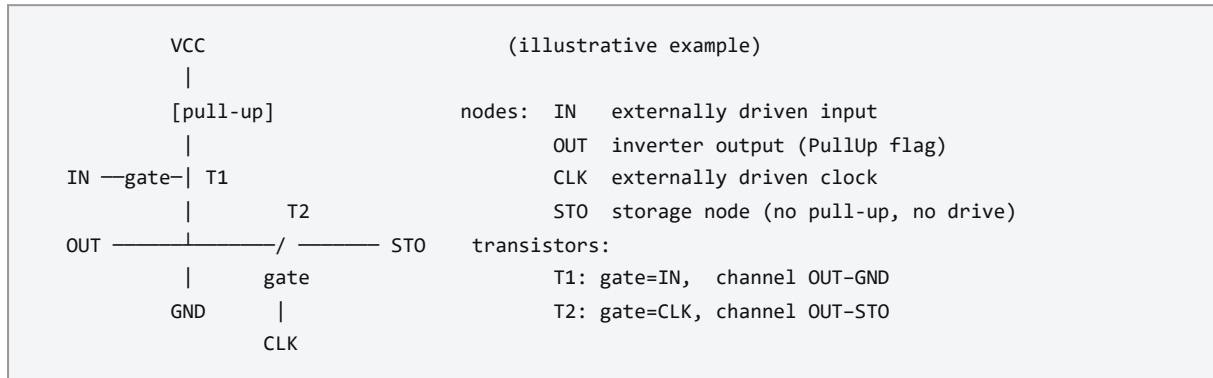 VCC (illustrative example)
|
[pull-up] nodes: IN externally driven input
| OUT inverter output (PullUp flag)
IN ──gate─| T1 CLK externally driven clock
| T2 STO storage node (no pull-up, no drive)
OUT ──────┴───────/ ─────── STO transistors:
| gate T1: gate=IN, channel OUT–GND
GND | T2: gate=CLK, channel OUT–STO
CLK